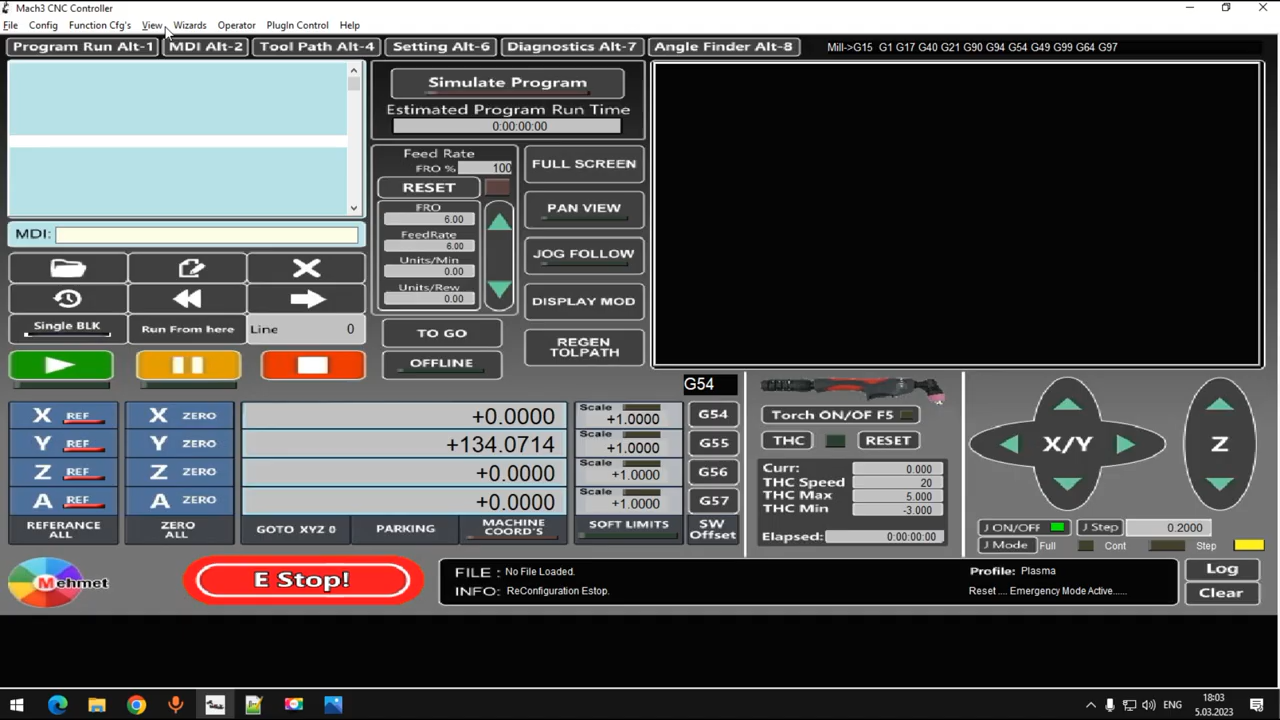 Mach3 CNC Controller
File Config Function Cfg's View Wizards Operator PlugIn Control Help
Program Run Alt-1 MDI Alt-2 Tool Path Alt-4 Setting Alt-6 Diagnostics Alt-7 Angle Finder Alt-8 Mill->G15 G1 G17 G40 G21 G90 G94 G54 G49 G99 G64 G97
Simulate Program
Estimated Program Run Time
0:00:00:00
Feed Rate
FRO % 100
RESET
FRO
6.00
FeedRate
6.00
Units/Min
0.00
Units/Rew
0.00
FULL SCREEN
PAN VIEW
JOG FOLLOW
DISPLAY MOD
REGEN
TOLPATH
MDI:
Single BLK Run From here Line 0
TO GO
OFFLINE
G54
X REF X ZERO +0.0000 Scale +1.0000 G54
Y REF Y ZERO +134.0714 Scale +1.0000 G55
Z REF Z ZERO +0.0000 Scale +1.0000 G56
A REF A ZERO +0.0000 Scale +1.0000 G57
REFERANCE
ALL
ZERO
ALL
GOTO XYZ 0 PARKING
MACHINE
COORD'S
SOFT LIMITS
SW
Offset
Torch ON/OF F5
THC RESET
Curr: 0.000
THC Speed 20
THC Max 5.000
THC Min -3.000
Elapsed: 0:00:00:00
X/Y Z
J ON/OFF J Step 0.2000
J Mode Full Cont Step
Mehmet
E Stop!
FILE: No File Loaded. Profile: Plasma
INFO: ReConfiguration Estop. Reset .... Emergency Mode Active......
Log
Clear
ENG
18:03
5.03.2023